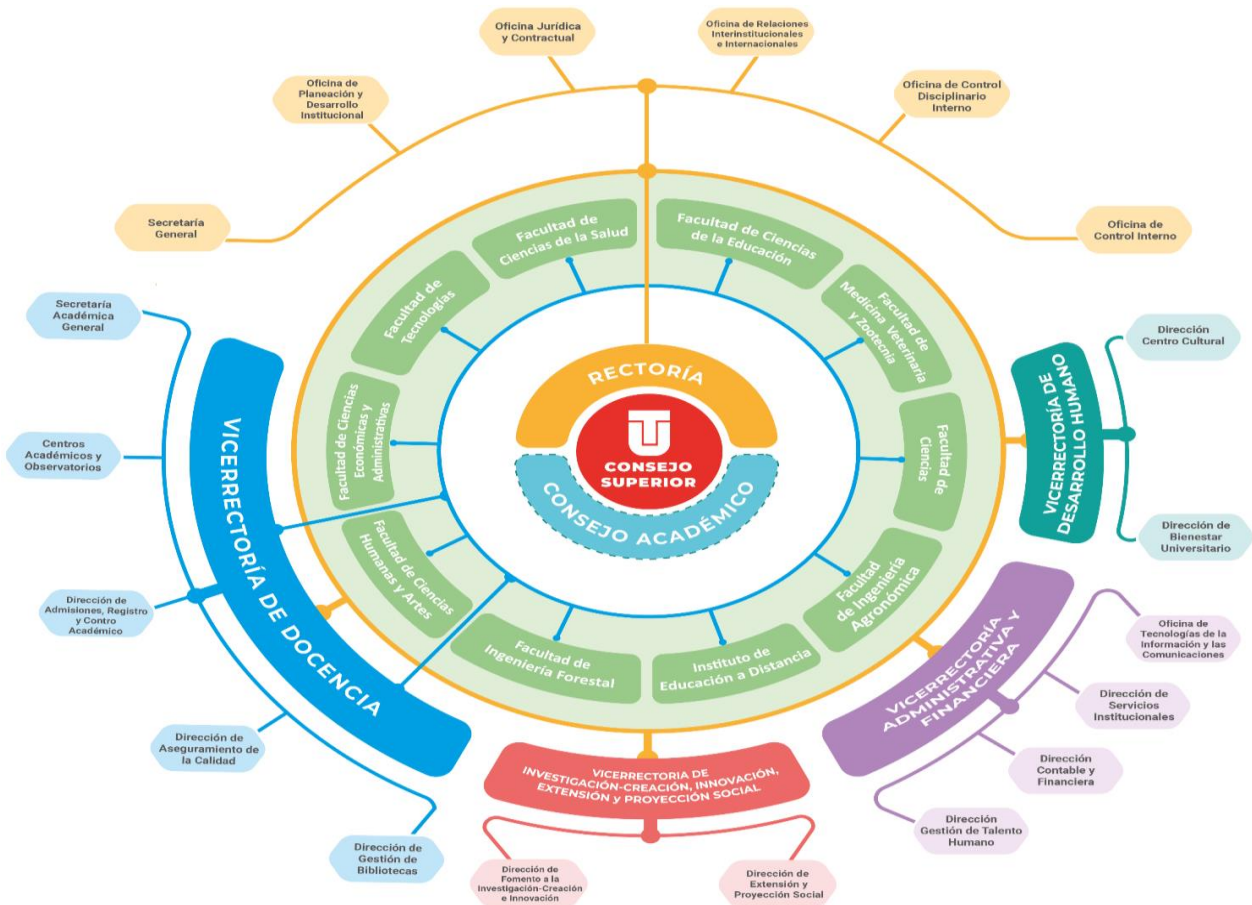 Oficina Jurídica
y Contractual
Oficina de Relaciones
Interinstitucionales
e Internacionales
Oficina de
Planeación y
Desarrollo
Institucional
Oficina de Control
Disciplinario
Interno
Secretaría
General
Oficina de
Control Interno
Facultad de
Ciencias de la Salud
Facultad de Ciencias
de la Educación
Facultad de
Tecnologías
Facultad de
Medicina Veterinaria
y Zootecnia
Facultad de Ciencias
Económicas y
Administrativas
Facultad de
Ciencias
Facultad de Ciencias
Humanas y Artes
Facultad
de Ingeniería
Agronómica
Facultad de
Ingeniería Forestal
Instituto de
Educación a Distancia
RECTORÍA
CONSEJO
SUPERIOR
CONSEJO ACADÉMICO
Secretaría
Académica
General
Centros
Académicos y
Observatorios
Dirección de
Admisiones, Registro
y Contro
Académico
Dirección de
Aseguramiento de
la Calidad
Dirección de
Gestión de
Bibliotecas
VICERRECTORÍA DE DOCENCIA
VICERRECTORIA DE
INVESTIGACIÓN-CREACIÓN, INNOVACIÓN,
EXTENSIÓN y PROYECCIÓN SOCIAL
Dirección de
Fomento a la
Investigación-Creación
e Innovación
Dirección de
Extensión y
Proyección Social
VICERRECTORÍA
ADMINISTRATIVA Y
FINANCIERA
Oficina de
Tecnologías de la
Información y las
Comunicaciones
Dirección de
Servicios
Institucionales
Dirección
Contable y
Financiera
Dirección
Gestión de Talento
Humano
VICERRECTORÍA DE
DESARROLLO HUMANO
Dirección
Centro Cultural
Dirección de
Bienestar
Universitario